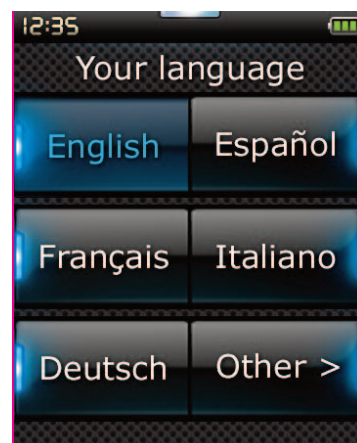 12:35
Your language
English Español
Français Italiano
Deutsch Other >